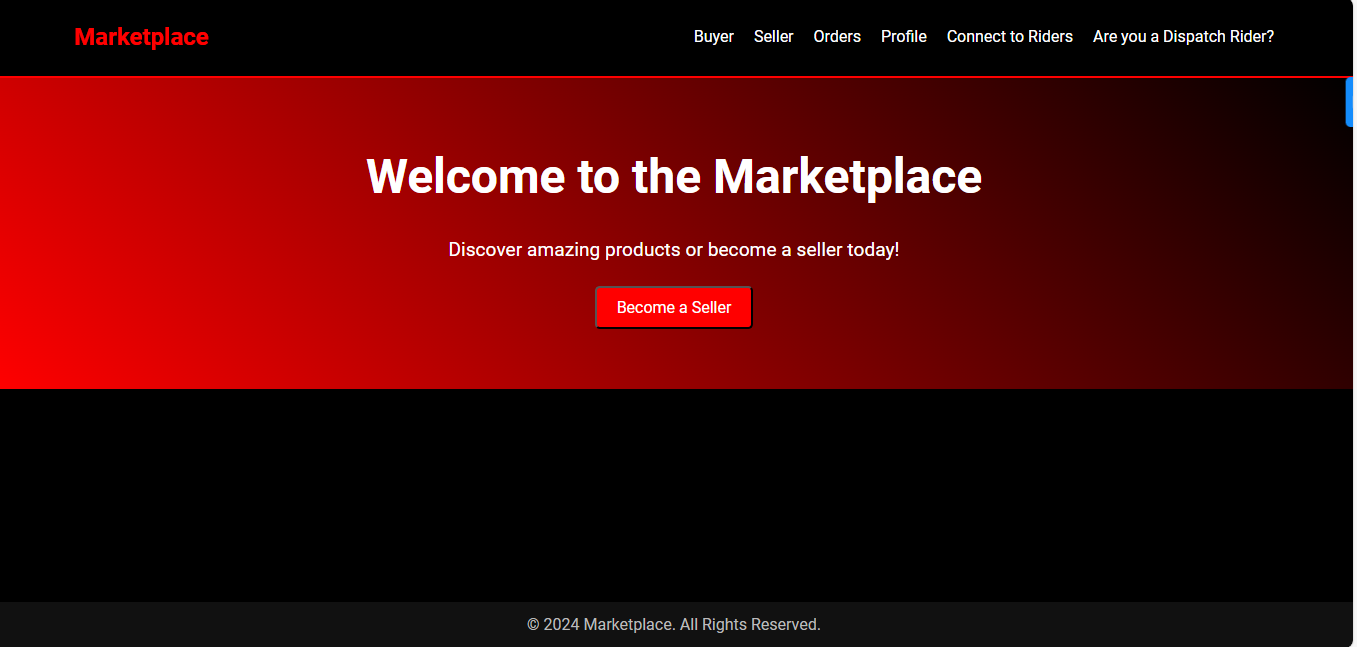 Marketplace
Buyer Seller Orders Profile Connect to Riders Are you a Dispatch Rider?
Welcome to the Marketplace
Discover amazing products or become a seller today!
Become a Seller
© 2024 Marketplace. All Rights Reserved.